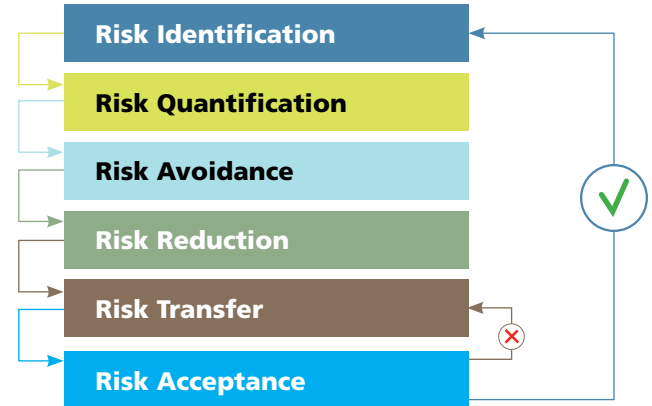 Risk Identification
Risk Quantification
Risk Avoidance
Risk Reduction
Risk Transfer
Risk Acceptance